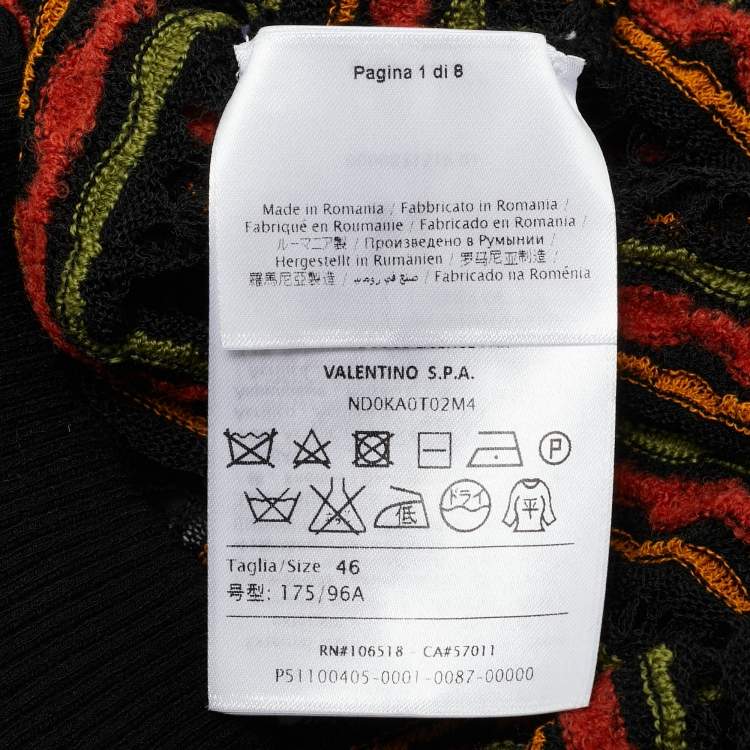 Pagina 1 di 8
Made in Romania / Fabbricato in Romania
Fabriqué en Roumanie / Fabricado en Romania
ルーマニア製 / Произведено в Румынии /
Hergestellt in Rumänien / 罗马尼亚制造 /
羅馬尼亞製造 / صنع في رومانيا / Fabricado na Romênia
VALENTINO S.P.A.
ND0KA0T02M4
P
低 ドライ 平
Taglia/Size 46
号型: 175/96A
RN#106518 - CA#57011
P51100405-0001-0087-00000